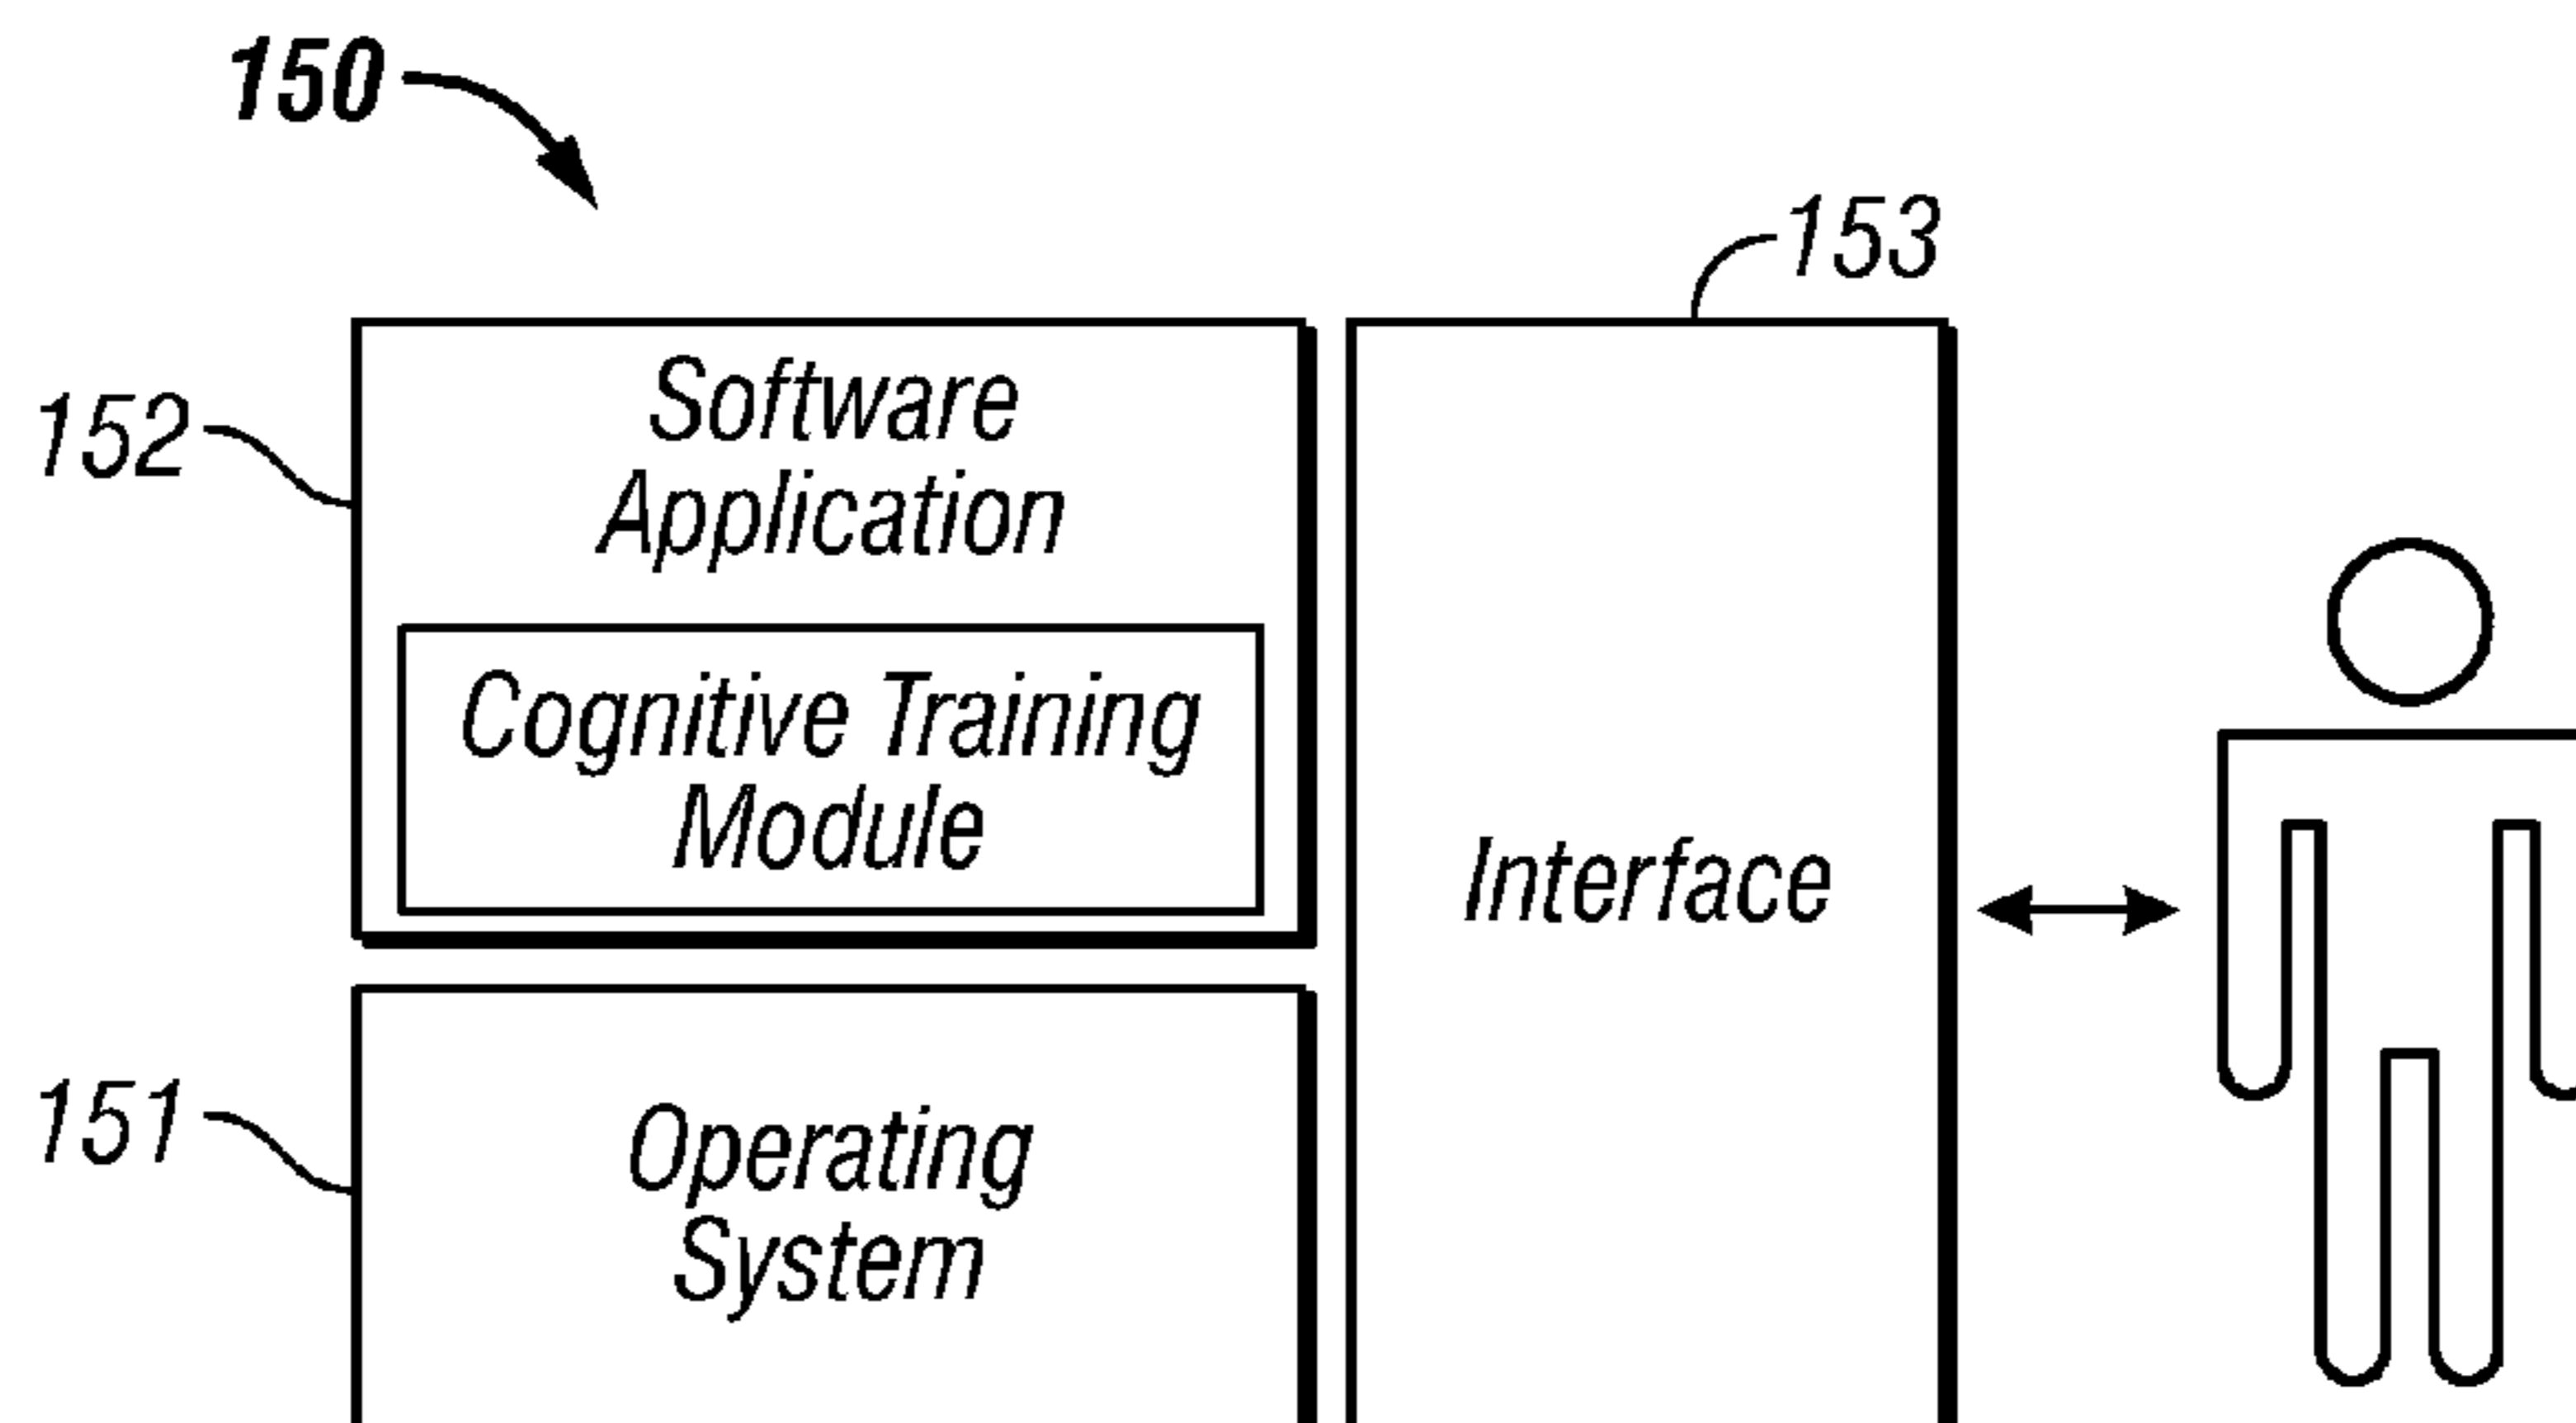 150
153
152
Software
Application
Cognitive Training
Module
Interface
151
Operating
System